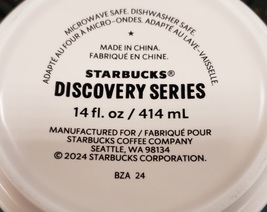 MICROWAVE SAFE. DISHWASHER SAFE.
ADAPTÉ AU FOUR À MICRO-ONDES. ADAPTÉ AU LAVE-VAISSELLE.
MADE IN CHINA.
FABRIQUÉ EN CHINE.
STARBUCKS®
DISCOVERY SERIES
14 fl. oz / 414 mL
MANUFACTURED FOR / FABRIQUÉ POUR
STARBUCKS COFFEE COMPANY
SEATTLE, WA 98134
©2024 STARBUCKS CORPORATION.
BZA 24